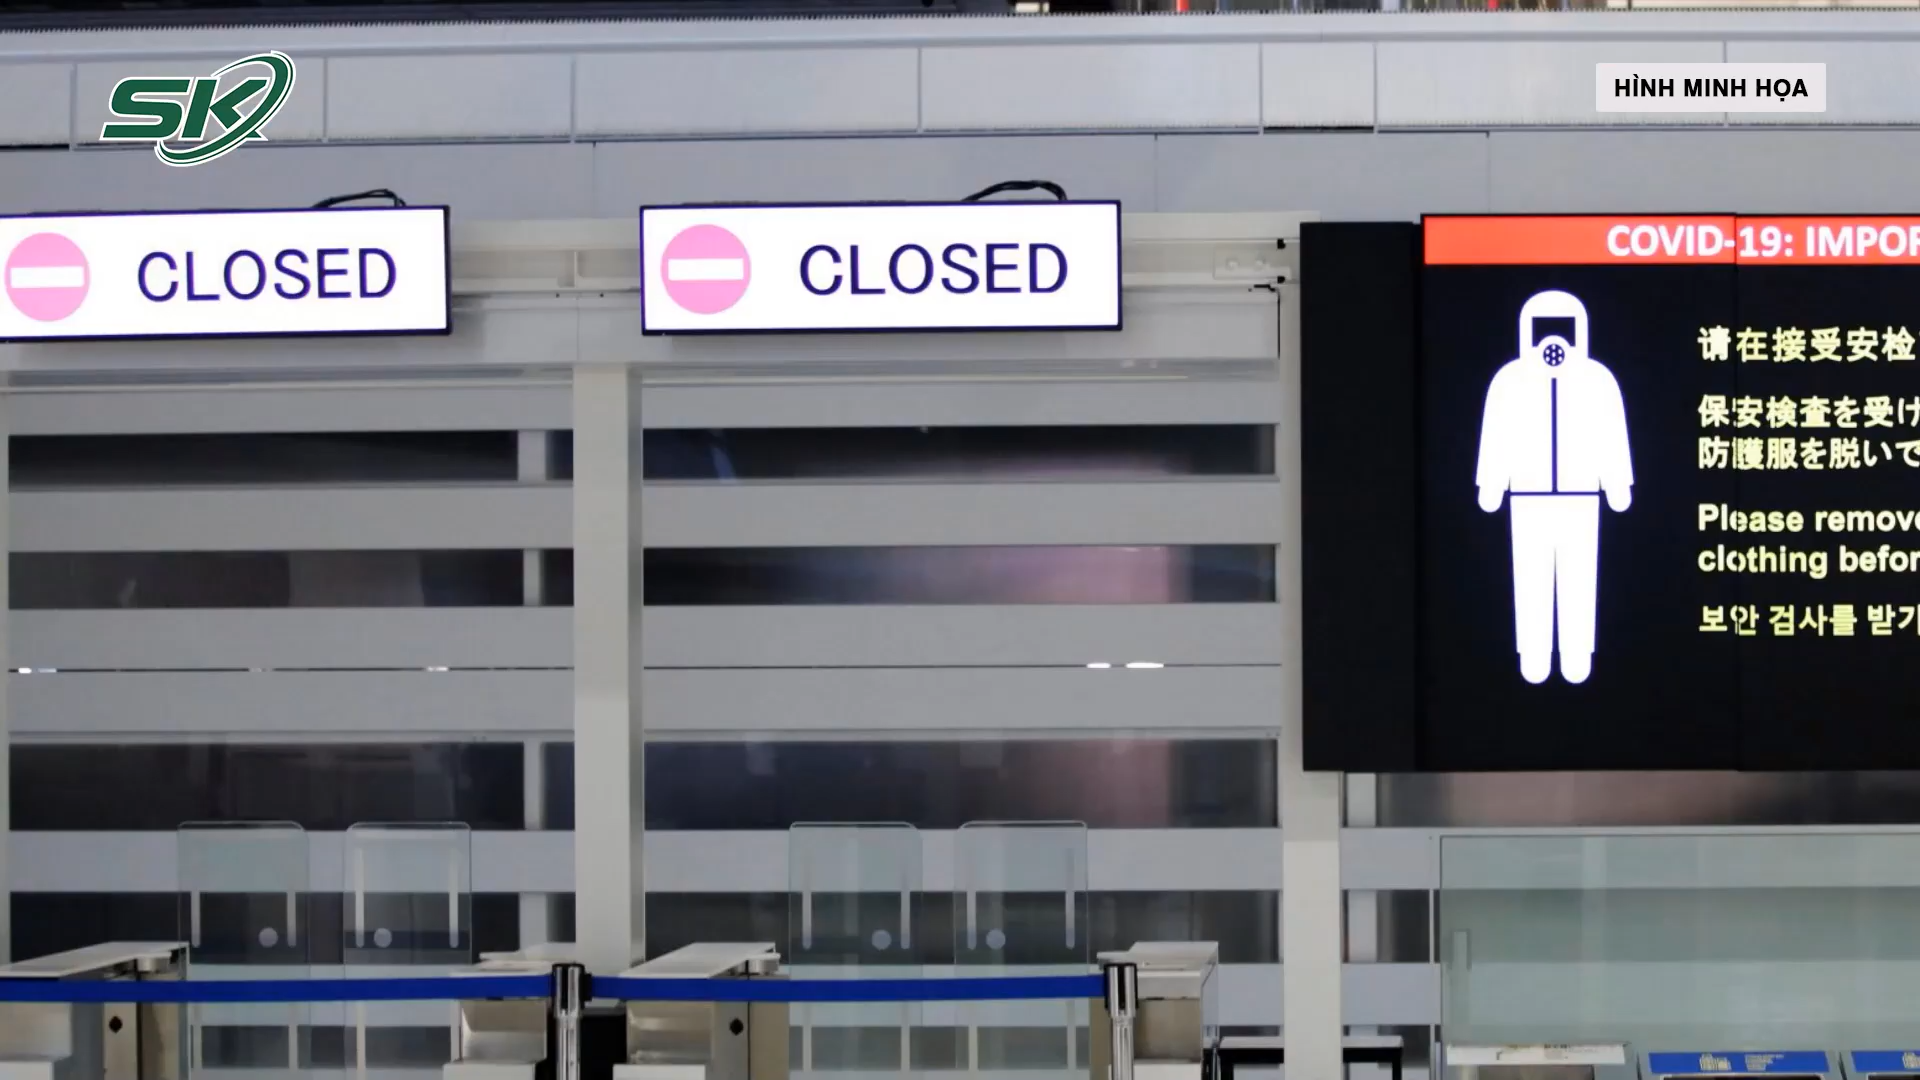 SK
HÌNH MINH HỌA
CLOSED
CLOSED
COVID-19: IMPOR
请在接受安检
保安検査を受け
防護服を脱いで
Please remove
clothing befor
보안 검사를 받기